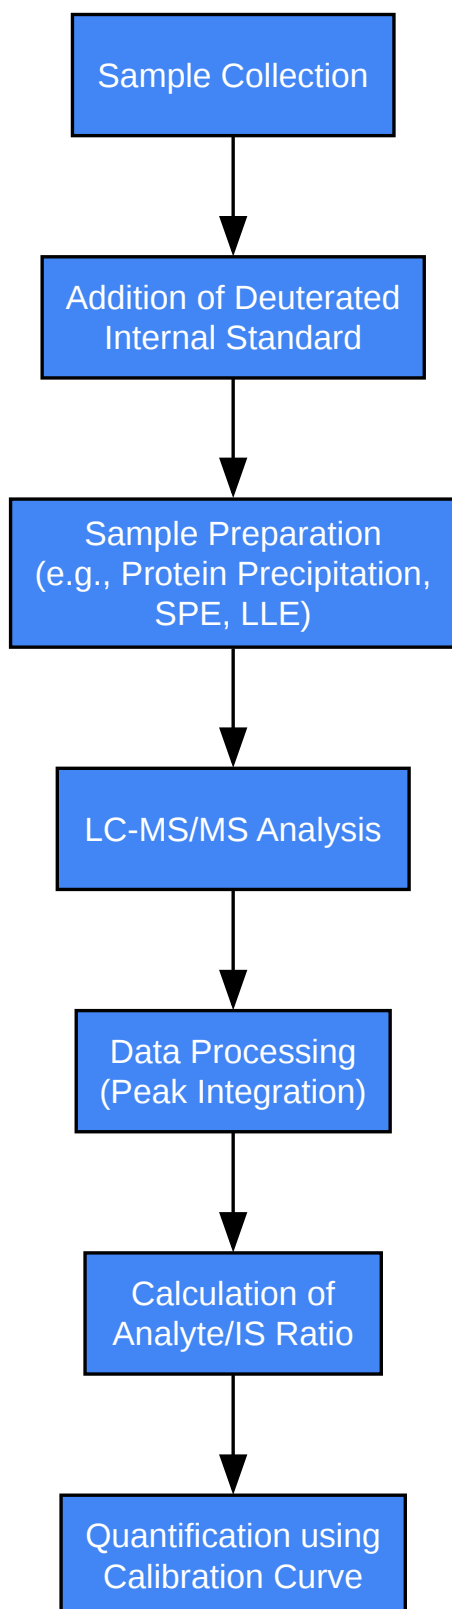 Sample Collection
Addition of Deuterated
Internal Standard
Sample Preparation
(e.g., Protein Precipitation,
SPE, LLE)
LC-MS/MS Analysis
Data Processing
(Peak Integration)
Calculation of
Analyte/IS Ratio
Quantification using
Calibration Curve